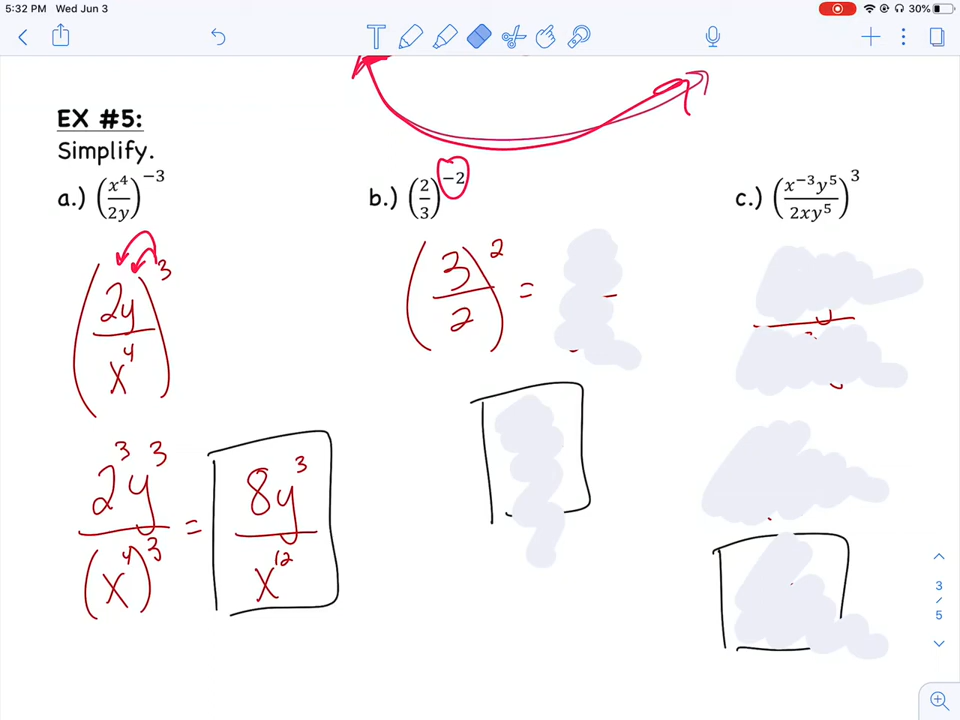 5:32 PM Wed Jun 3 30%
EX #5:
Simplify.
a.) (x⁴/2y)⁻³
b.) (2/3)⁻²
c.) (x⁻³y⁵/2xy⁵)³
(2y/x⁴)³
(3/2)² =
2³y³/(x⁴)³ = 8y³/x¹²
3
/
5